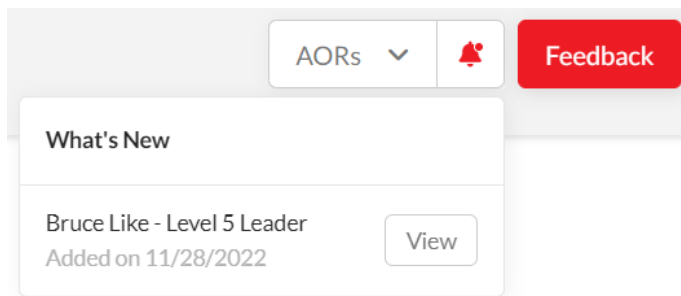 AORs
Feedback
What's New
Bruce Like - Level 5 Leader
Added on 11/28/2022
View